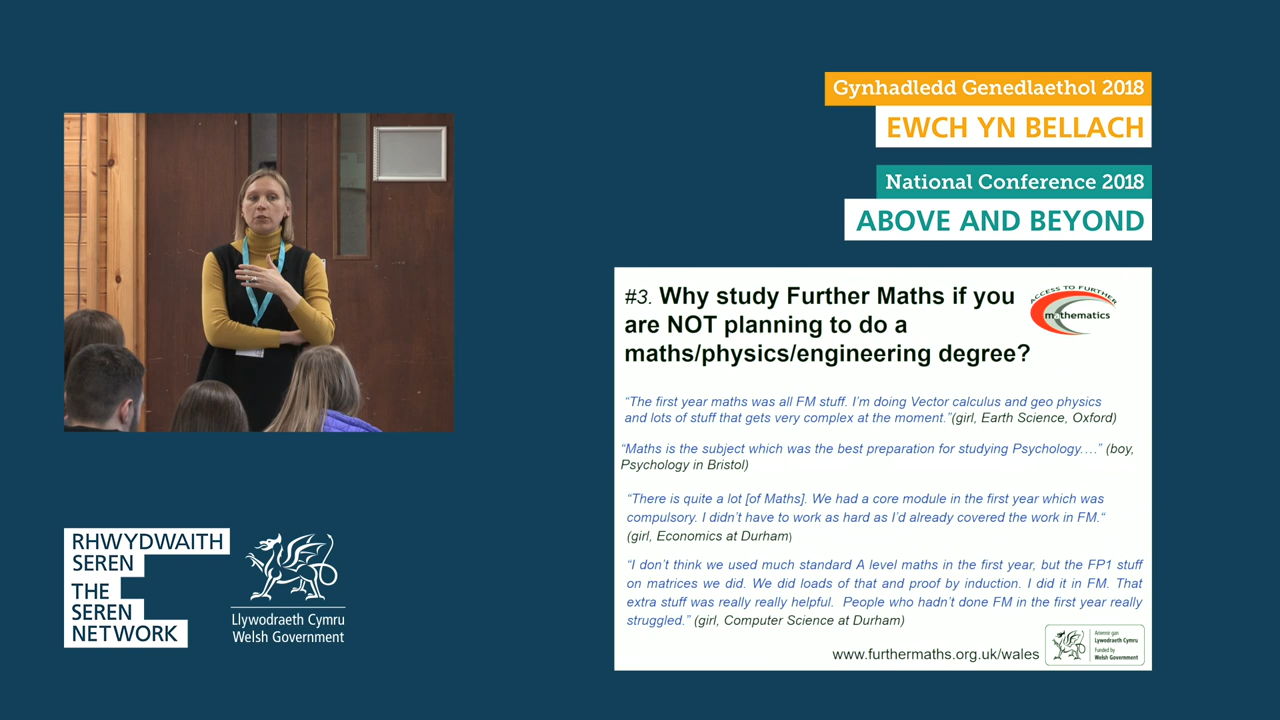 Gynhadledd Genedlaethol 2018
EWCH YN BELLACH
National Conference 2018
ABOVE AND BEYOND
#3. Why study Further Maths if you
are NOT planning to do a
maths/physics/engineering degree?
ACCESS TO FURTHER
mathematics
“The first year maths was all FM stuff. I’m doing Vector calculus and geo physics
and lots of stuff that gets very complex at the moment.”(girl, Earth Science, Oxford)
“Maths is the subject which was the best preparation for studying Psychology….” (boy,
Psychology in Bristol)
“There is quite a lot [of Maths]. We had a core module in the first year which was
compulsory. I didn’t have to work as hard as I’d already covered the work in FM.“
(girl, Economics at Durham)
“I don’t think we used much standard A level maths in the first year, but the FP1 stuff
on matrices we did. We did loads of that and proof by induction. I did it in FM. That
extra stuff was really really helpful. People who hadn’t done FM in the first year really
struggled.” (girl, Computer Science at Durham)
www.furthermaths.org.uk/wales
Ariennir gan
Lywodraeth Cymru
Funded by
Welsh Government
RHWYDWAITH
SEREN
THE
SEREN
NETWORK
Llywodraeth Cymru
Welsh Government